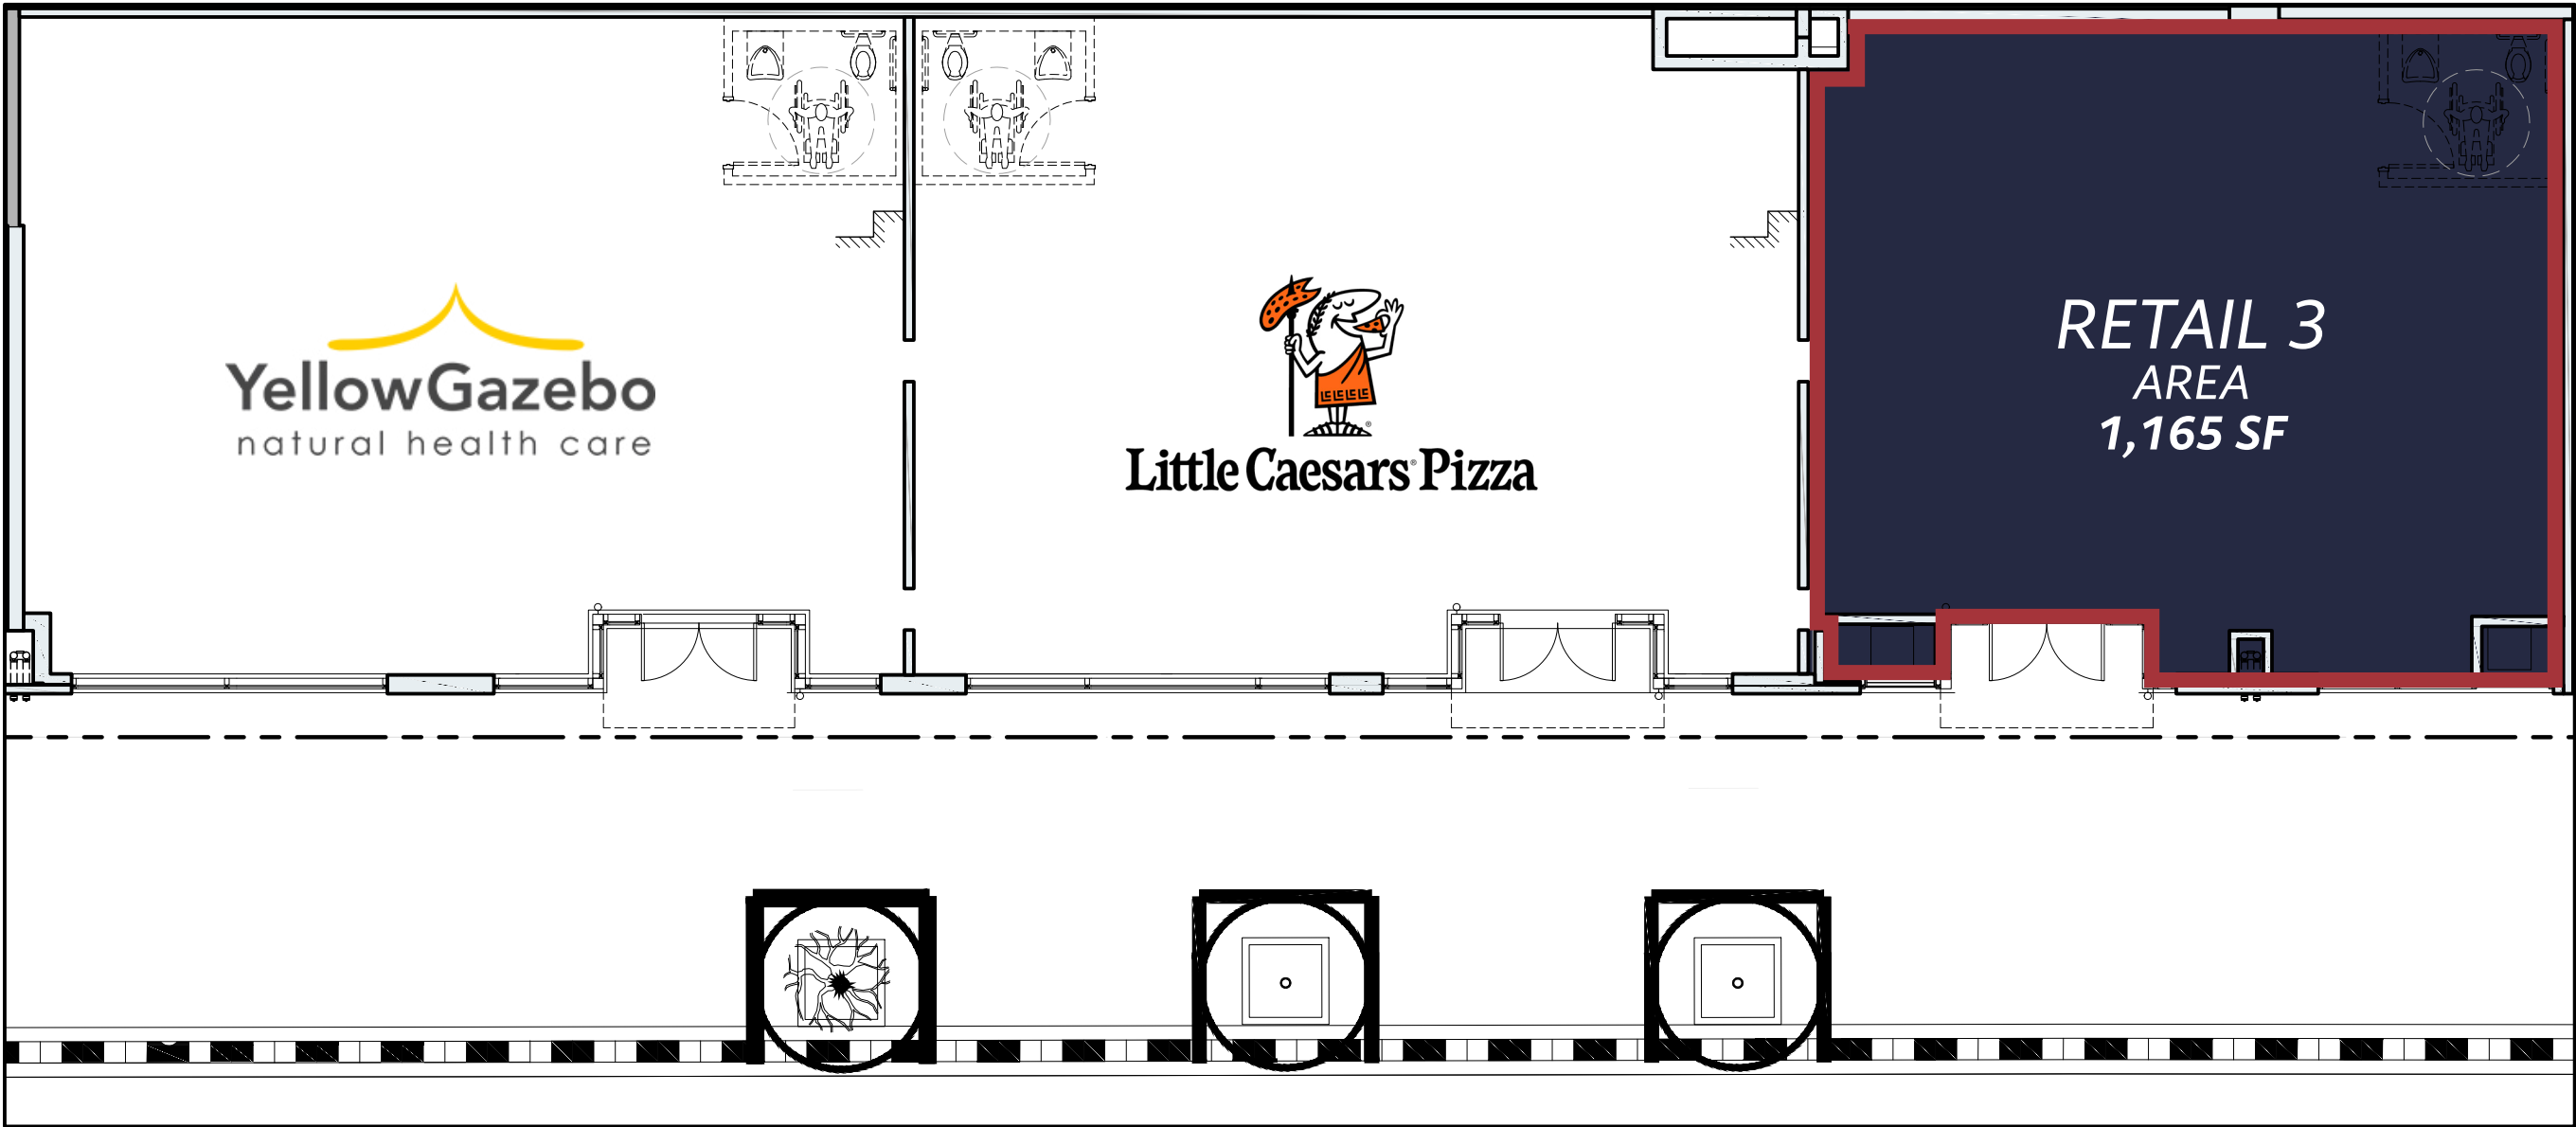 YellowGazebo
natural health care
Little Caesars® Pizza
RETAIL 3
AREA
1,165 SF